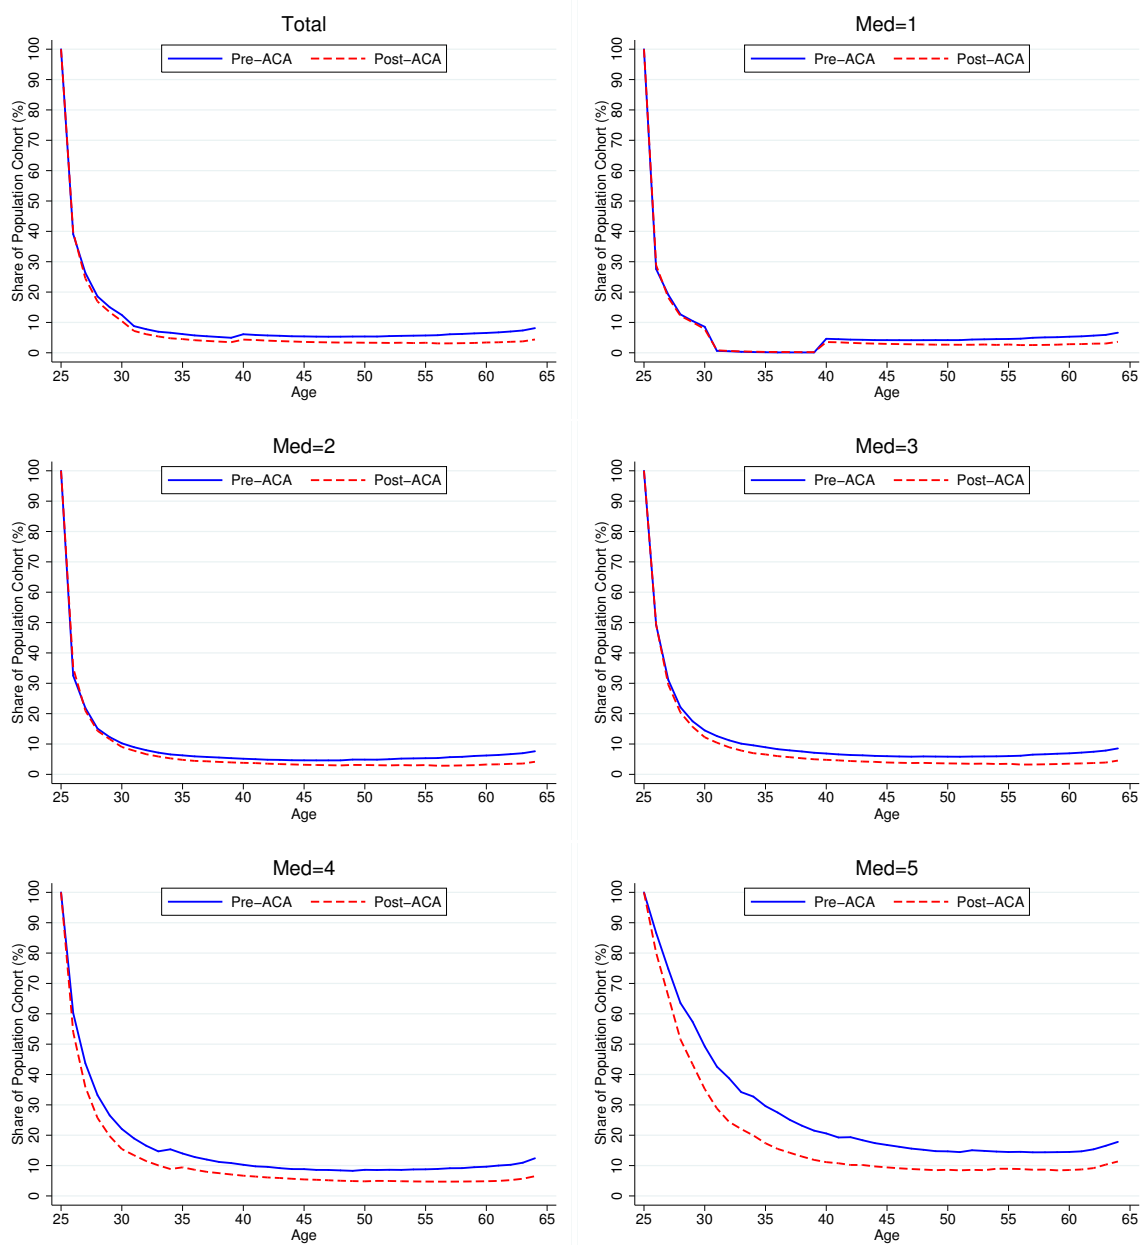 Total
Pre−ACA Post−ACA
Share of Population Cohort (%)
0 10 20 30 40 50 60 70 80 90 100
25 30 35 40 45 50 55 60 65
Age
Med=1
Pre−ACA Post−ACA
Share of Population Cohort (%)
0 10 20 30 40 50 60 70 80 90 100
25 30 35 40 45 50 55 60 65
Age
Med=2
Pre−ACA Post−ACA
Share of Population Cohort (%)
0 10 20 30 40 50 60 70 80 90 100
25 30 35 40 45 50 55 60 65
Age
Med=3
Pre−ACA Post−ACA
Share of Population Cohort (%)
0 10 20 30 40 50 60 70 80 90 100
25 30 35 40 45 50 55 60 65
Age
Med=4
Pre−ACA Post−ACA
Share of Population Cohort (%)
0 10 20 30 40 50 60 70 80 90 100
25 30 35 40 45 50 55 60 65
Age
Med=5
Pre−ACA Post−ACA
Share of Population Cohort (%)
0 10 20 30 40 50 60 70 80 90 100
25 30 35 40 45 50 55 60 65
Age